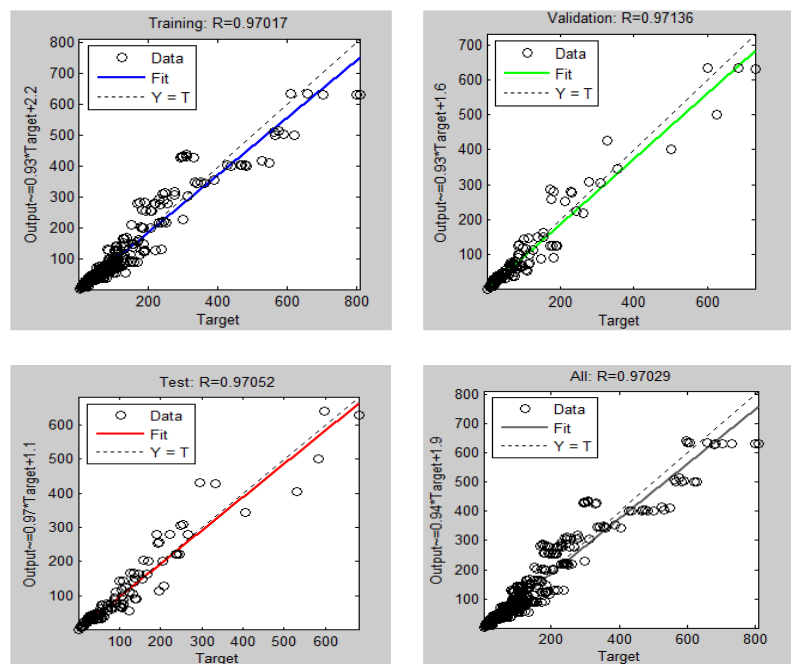 Training: R=0.97017
Output~=0.93*Target+2.2
800
700
600
500
400
300
200
100
Data
Fit
Y = T
200
400
600
800
Target
Validation: R=0.97136
Output~=0.93*Target+1.6
700
600
500
400
300
200
100
Data
Fit
Y = T
200
400
600
Target
Test: R=0.97052
Output~=0.97*Target+1.1
600
500
400
300
200
100
Data
Fit
Y = T
100
200
300
400
500
600
Target
All: R=0.97029
Output~=0.94*Target+1.9
800
700
600
500
400
300
200
100
Data
Fit
Y = T
200
400
600
800
Target